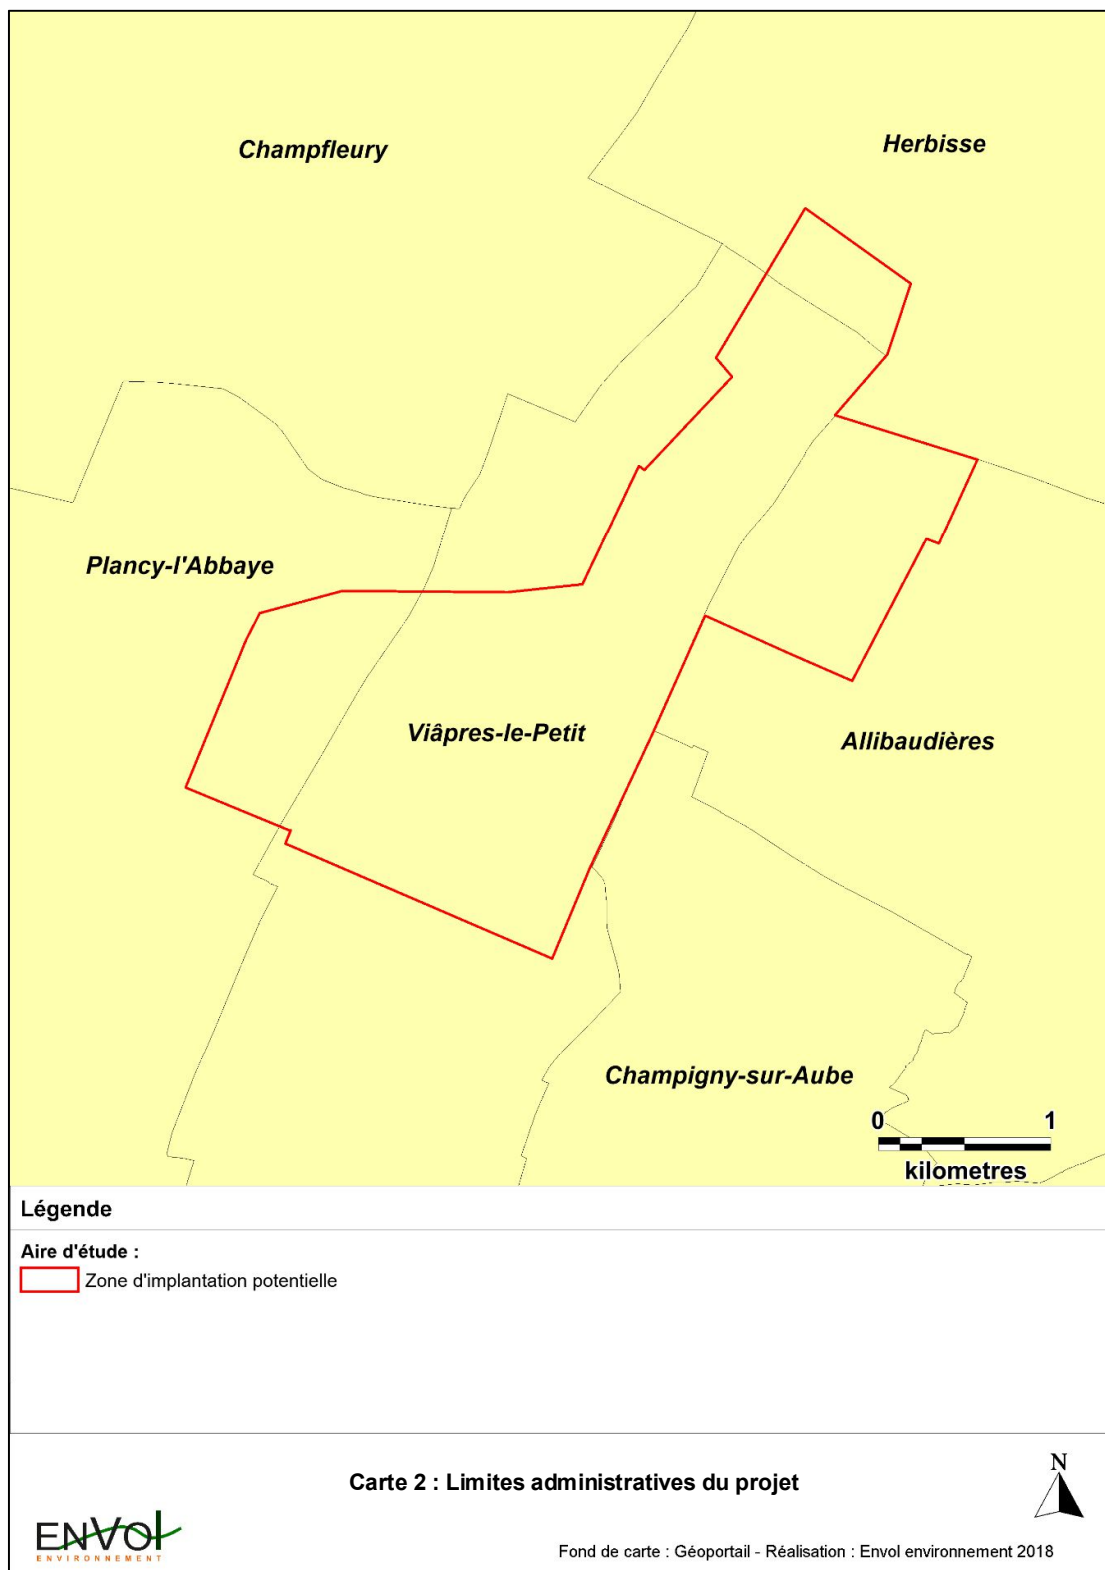 Champfleury
Herbisse
Plancy-l'Abbaye
Viâpres-le-Petit
Allibaudières
Champigny-sur-Aube
0 1
kilometres
Légende
Aire d'étude :
Zone d'implantation potentielle
N
Carte 2 : Limites administratives du projet
ENVOl
ENVIRONNEMENT
Fond de carte : Géoportail - Réalisation : Envol environnement 2018